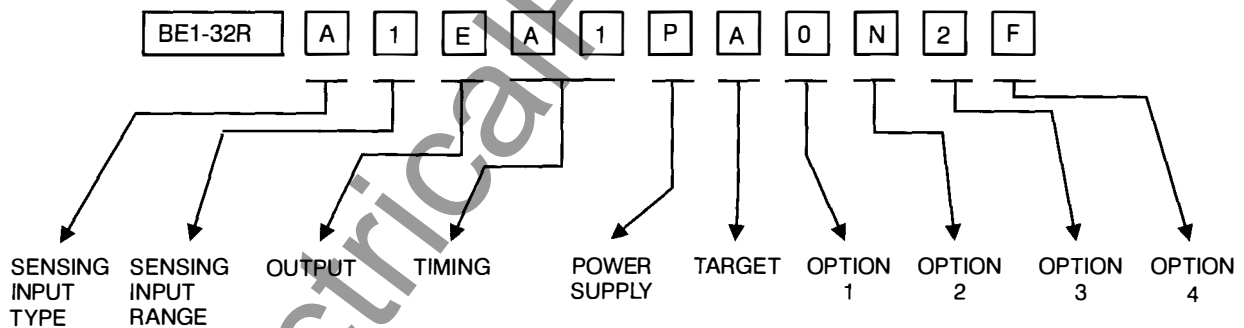 BE1-32R A 1 E A 1 P A 0 N 2 F
SENSING INPUT TYPE
SENSING INPUT RANGE
OUTPUT
TIMING
POWER SUPPLY
TARGET
OPTION 1
OPTION 2
OPTION 3
OPTION 4